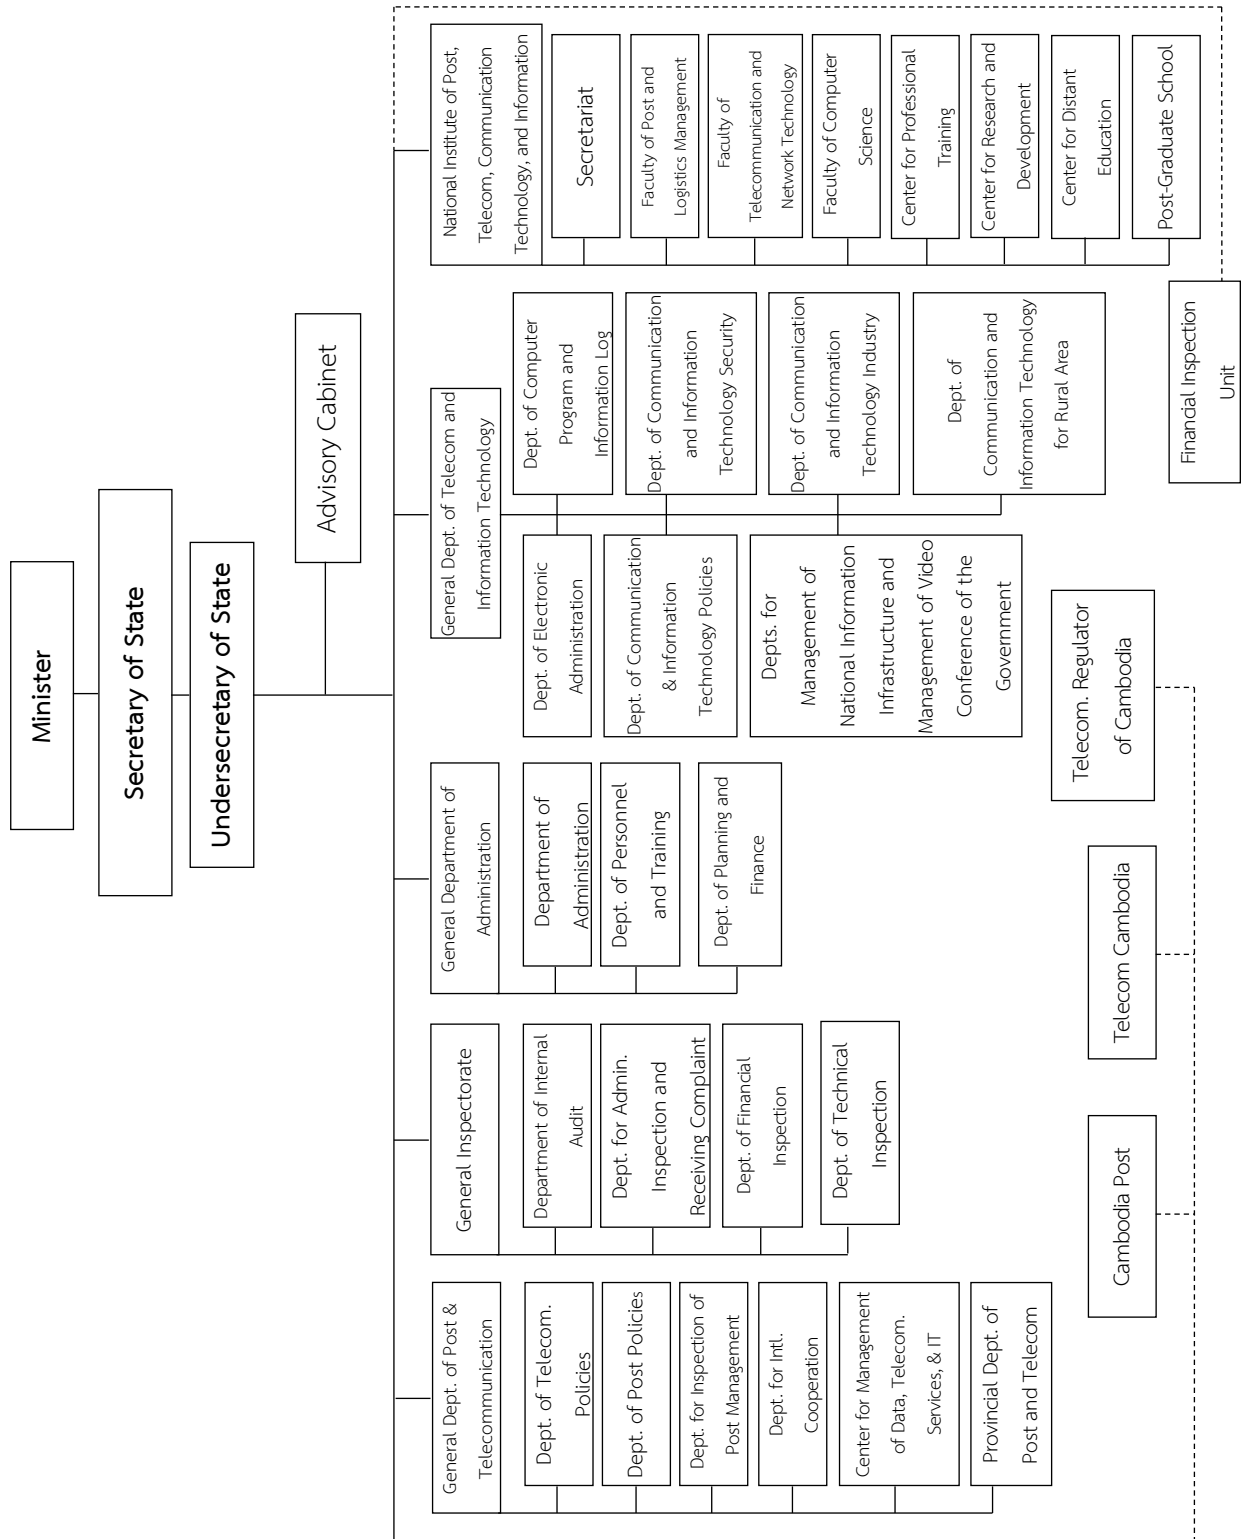 Minister
Secretary of State
Undersecretary of State
Advisory Cabinet
General Dept. of Post &
Telecommunication
Dept. of Telecom.
Policies
Dept. of Post Policies
Dept. for Inspection of
Post Management
Dept. for Intl.
Cooperation
Center for Management
of Data, Telecom.
Services, & IT
Provincial Dept. of
Post and Telecom
General Inspectorate
Department of Internal
Audit
Dept. for Admin.
Inspection and
Receiving Complaint
Dept. of Financial
Inspection
Dept. of Technical
Inspection
General Department of
Administration
Department of
Administration
Dept. of Personnel
and Training
Dept. of Planning and
Finance
General Dept. of Telecom and
Information Technology
Dept. of Electronic
Administration
Dept. of Communication
& Information
Technology Policies
Depts. for
Management of
National Information
Infrastructure and
Management of Video
Conference of the
Government
Dept. of Computer
Program and
Information Log
Dept. of Communication
and Information
Technology Security
Dept. of Communication
and Information
Technology Industry
Dept. of
Communication and
Information Technology
for Rural Area
National Institute of Post,
Telecom, Communication
Technology, and Information
Secretariat
Faculty of Post and
Logistics Management
Faculty of
Telecommunication and
Network Technology
Faculty of Computer
Science
Center for Professional
Training
Center for Research and
Development
Center for Distant
Education
Post-Graduate School
Cambodia Post
Telecom Cambodia
Telecom. Regulator
of Cambodia
Financial Inspection
Unit